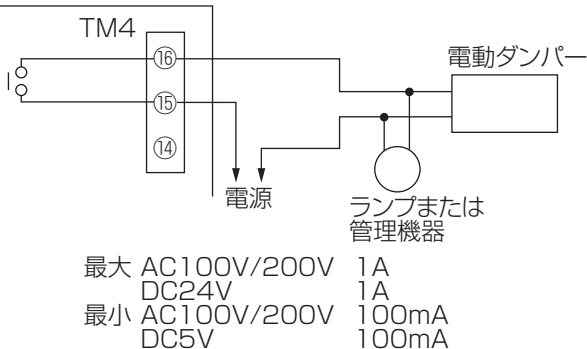 TM4
⑯
⑮
⑭
電動ダンパー
電源
ランプまたは
管理機器
最大 AC100V/200V 1A
DC24V 1A
最小 AC100V/200V 100mA
DC5V 100mA